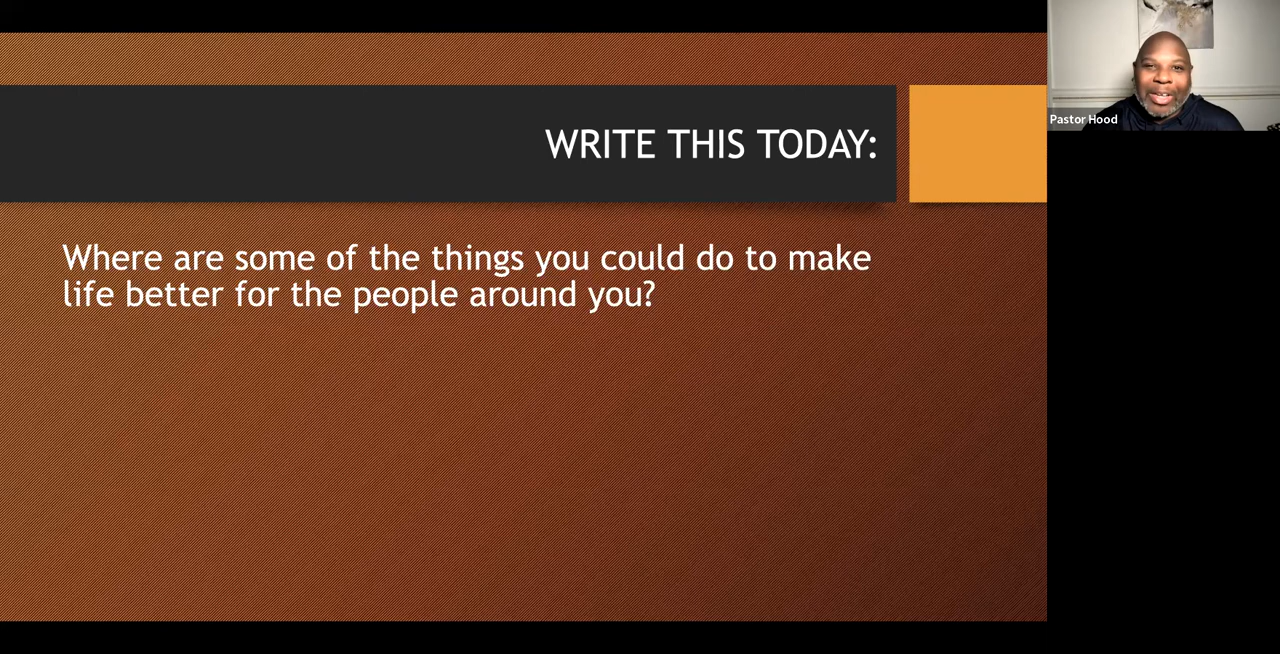 WRITE THIS TODAY:
Where are some of the things you could do to make
life better for the people around you?
Pastor Hood